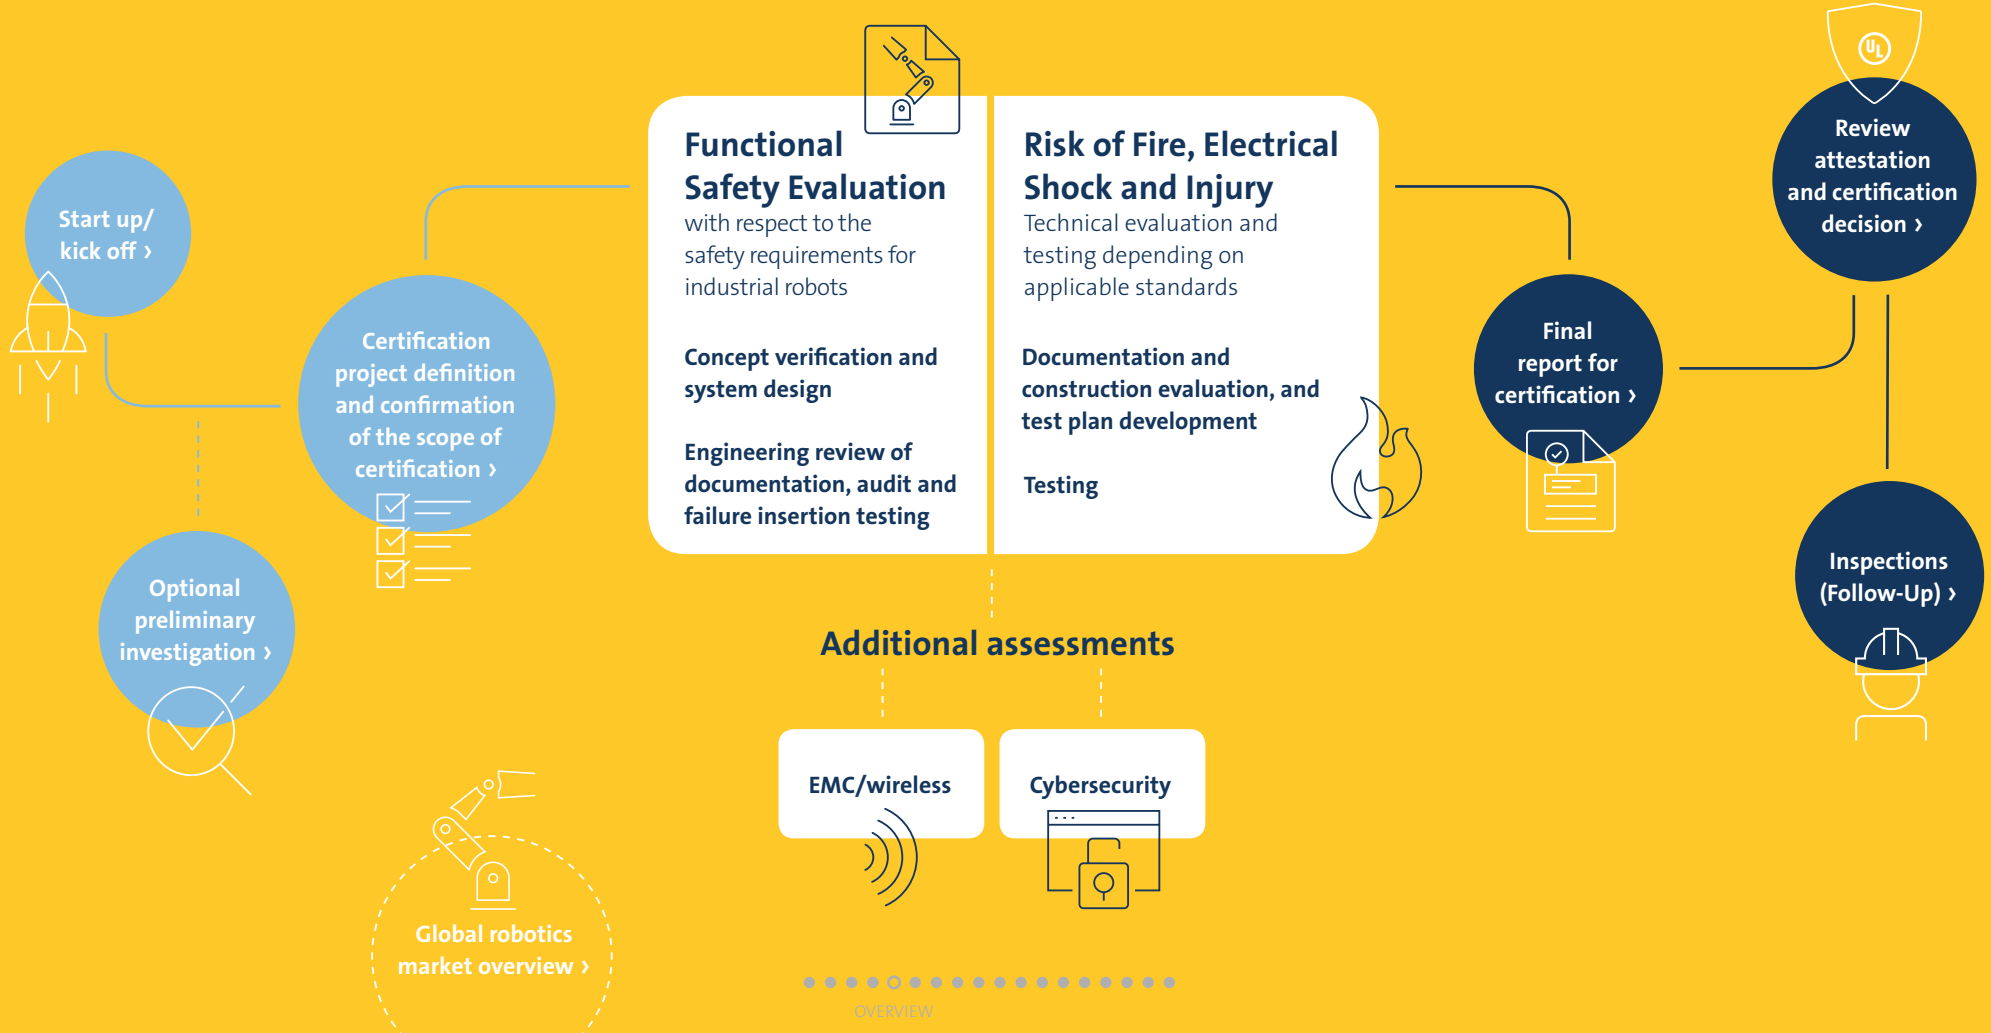 Start up/
kick off ›
Optional
preliminary
investigation ›
Certification
project definition
and confirmation
of the scope of
certification ›
Functional
Safety Evaluation
with respect to the
safety requirements for
industrial robots
Concept verification and
system design
Engineering review of
documentation, audit and
failure insertion testing
Risk of Fire, Electrical
Shock and Injury
Technical evaluation and
testing depending on
applicable standards
Documentation and
construction evaluation, and
test plan development
Testing
Additional assessments
EMC/wireless
Cybersecurity
Final
report for
certification ›
UL
Review
attestation
and certification
decision ›
Inspections
(Follow-Up) ›
Global robotics
market overview ›
OVERVIEW